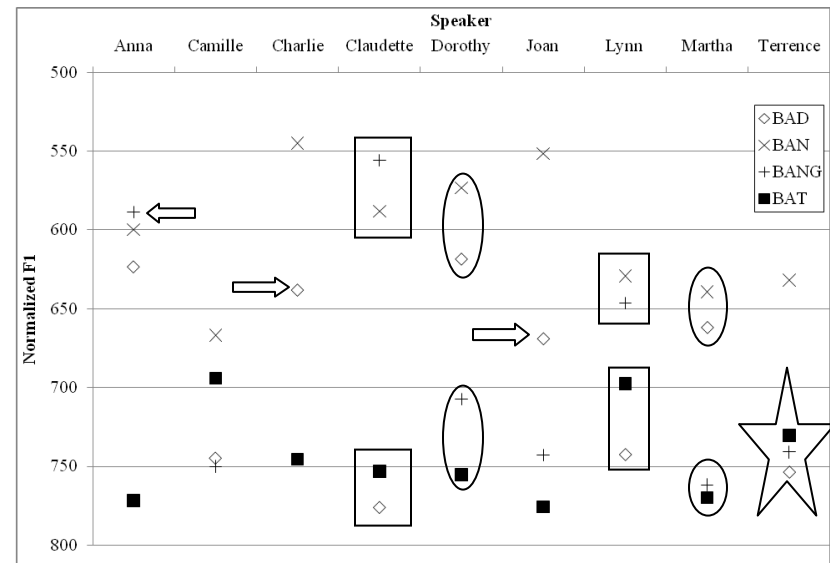 Speaker
Anna Camille Charlie Claudette Dorothy Joan Lynn Martha Terrence
Normalized F1
500
550
600
650
700
750
800
BAD
BAN
BANG
BAT